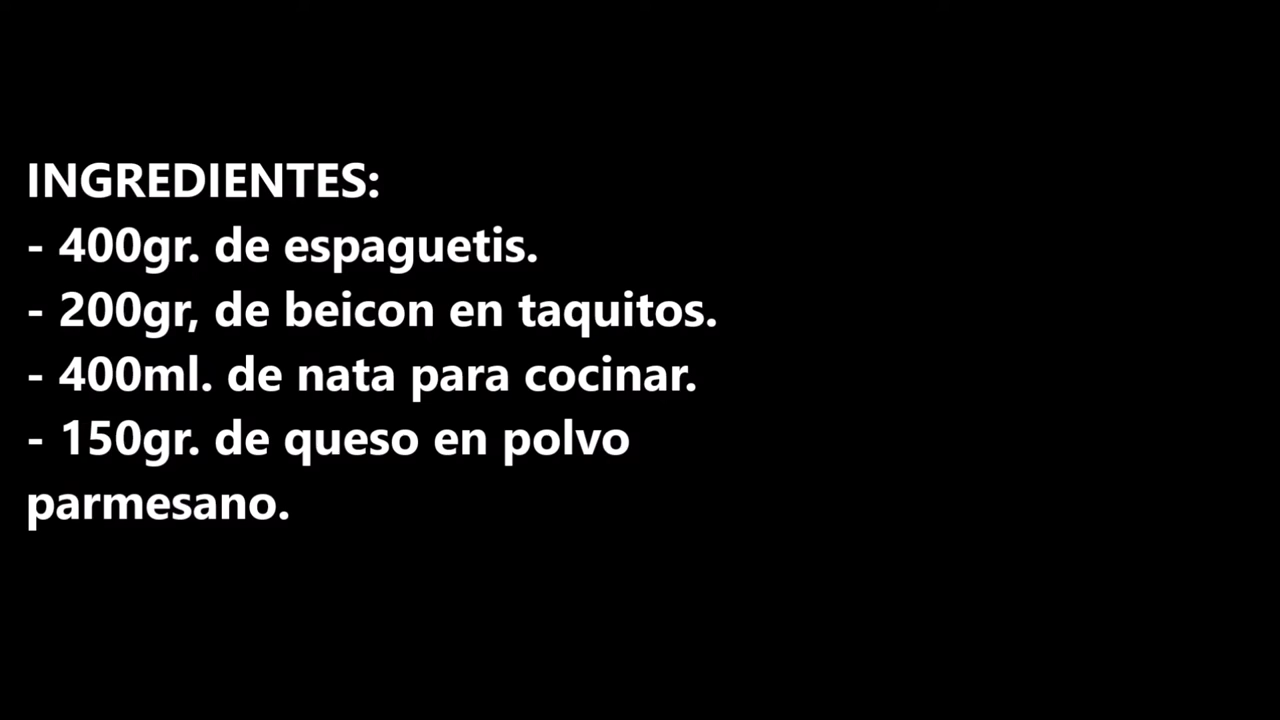 INGREDIENTES:
- 400gr. de espaguetis.
- 200gr, de beicon en taquitos.
- 400ml. de nata para cocinar.
- 150gr. de queso en polvo
parmesano.